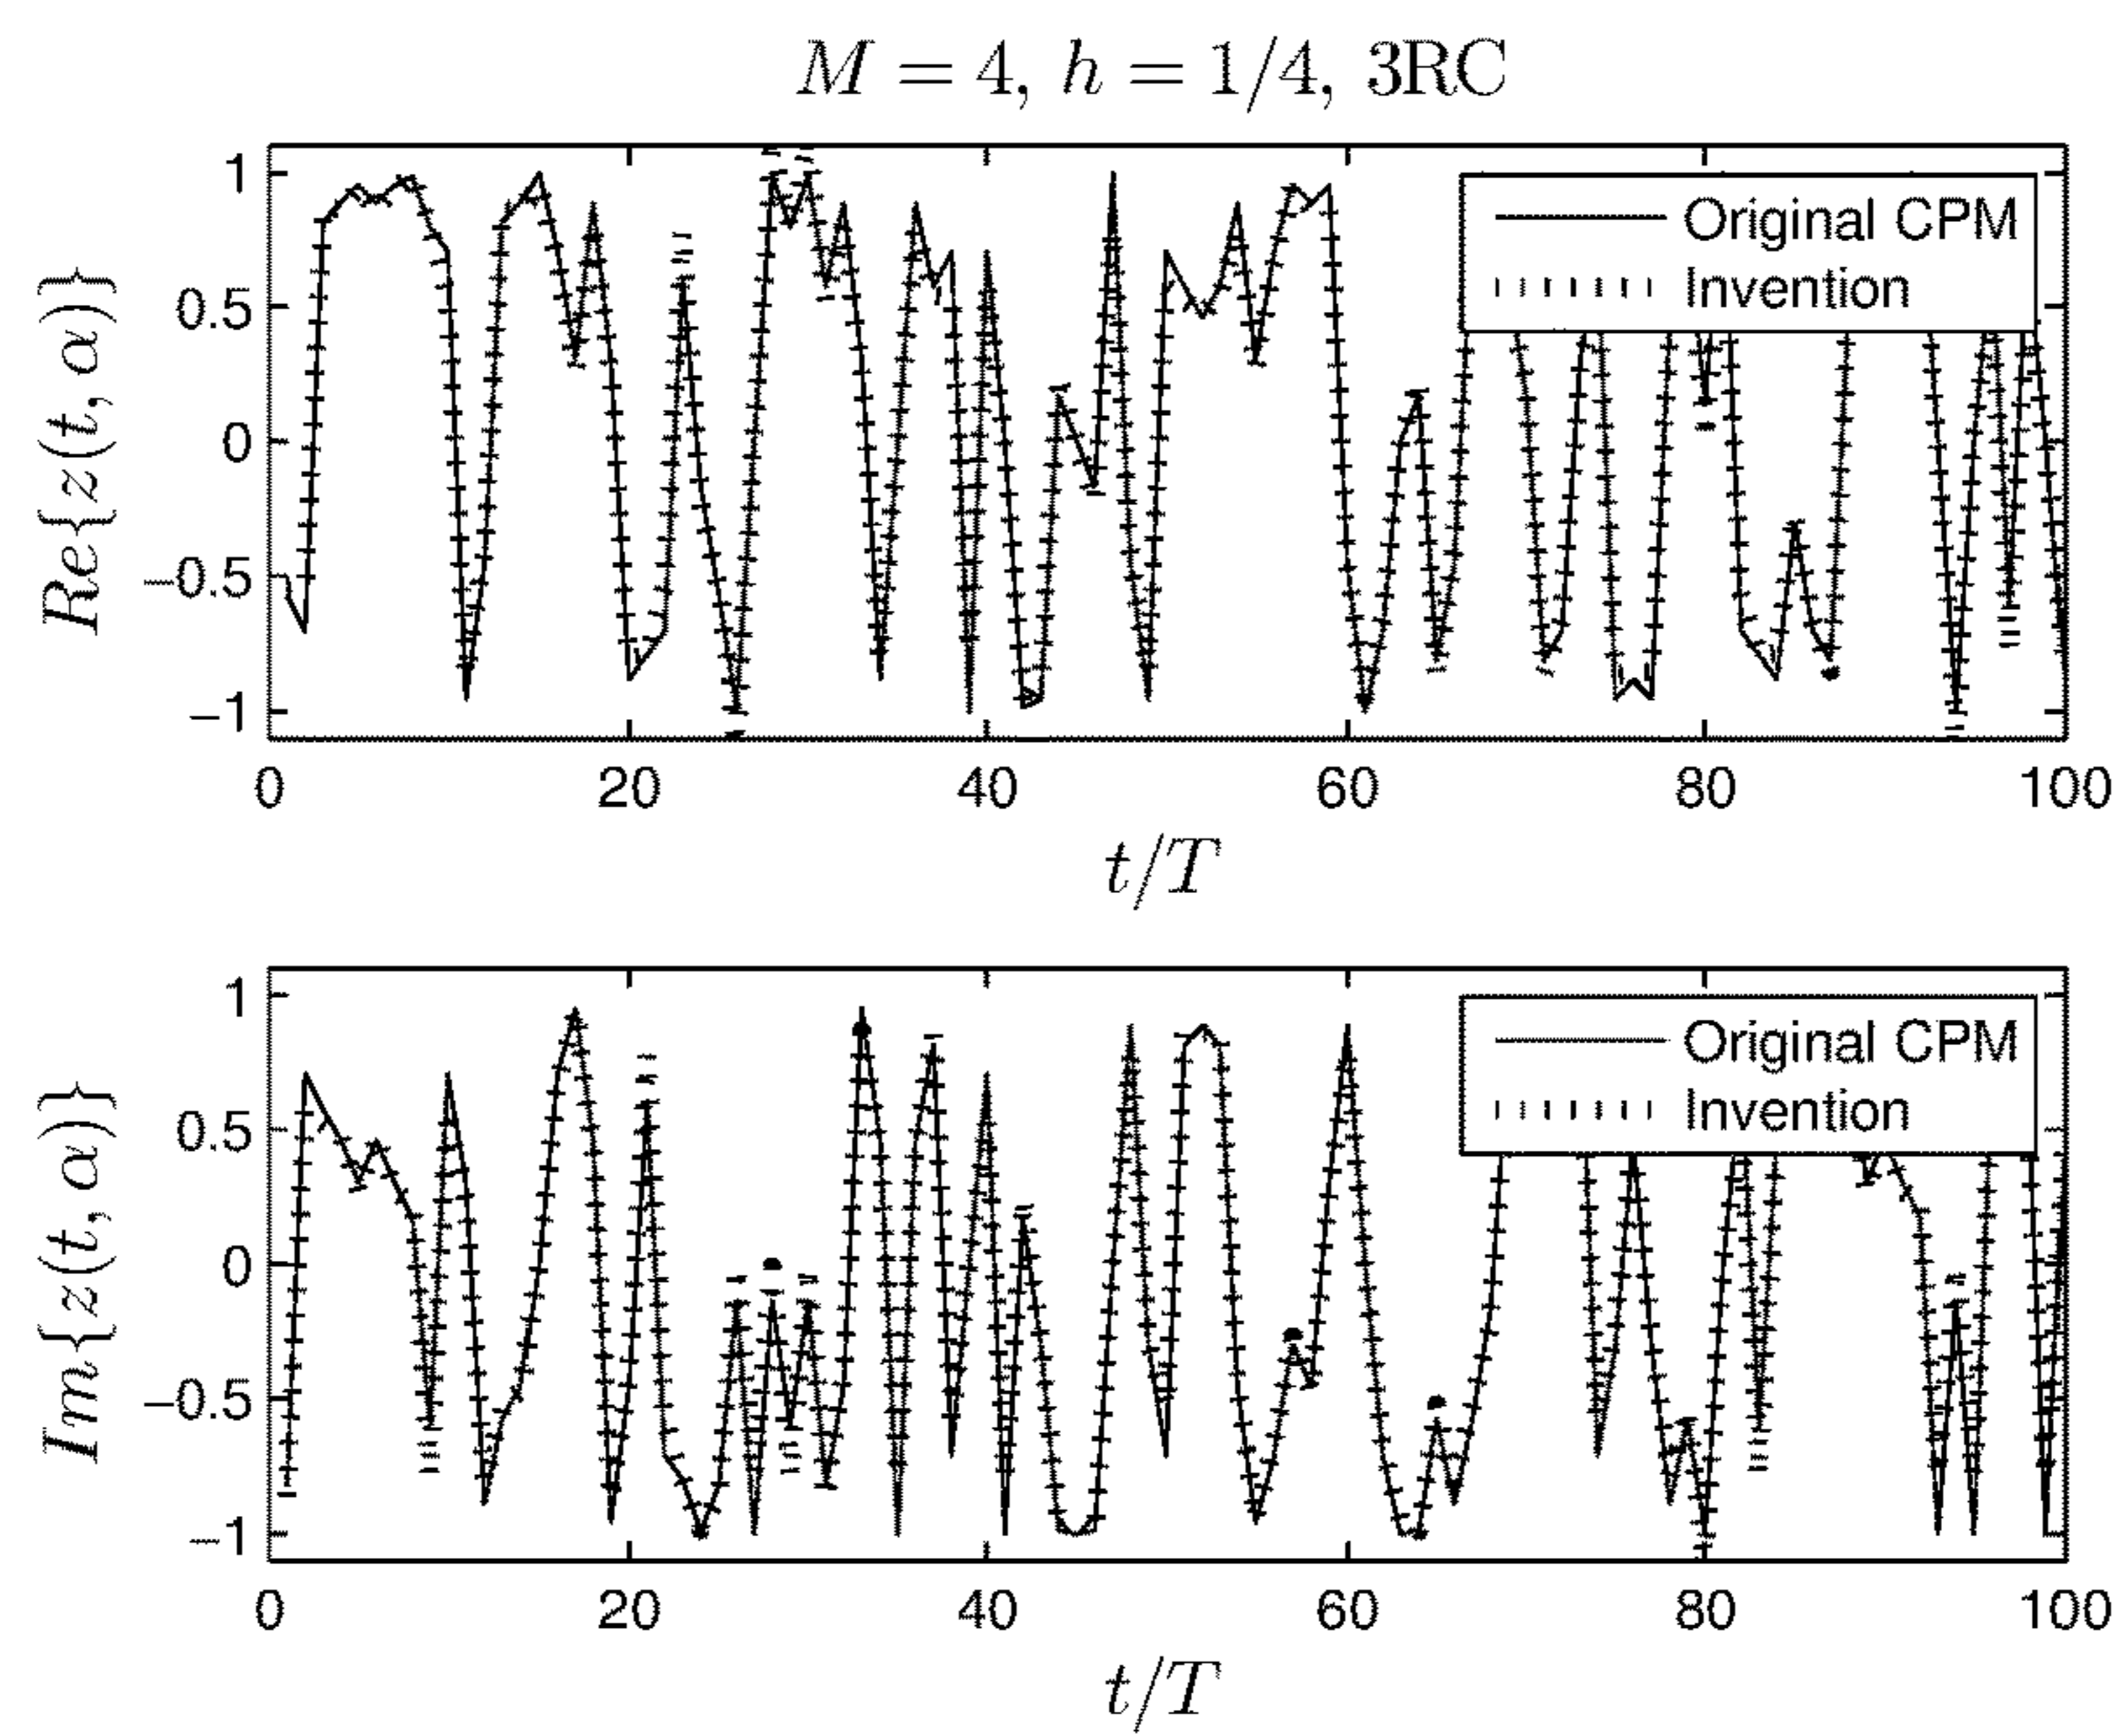 M = 4, h = 1/4, 3RC
Re{z(t, α)}
1
0.5
0
−0.5
−1
Original CPM
Invention
0 20 40 60 80 100
t/T
Im{z(t, α)}
1
0.5
0
−0.5
−1
Original CPM
Invention
0 20 40 60 80 100
t/T